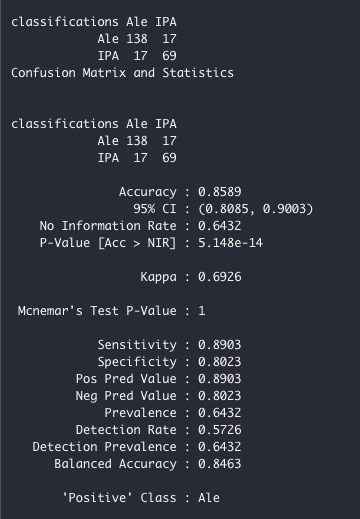 classifications Ale IPA
Ale 138 17
IPA 17 69
Confusion Matrix and Statistics
classifications Ale IPA
Ale 138 17
IPA 17 69
Accuracy : 0.8589
95% CI : (0.8085, 0.9003)
No Information Rate : 0.6432
P-Value [Acc > NIR] : 5.148e-14
Kappa : 0.6926
Mcnemar's Test P-Value : 1
Sensitivity : 0.8903
Specificity : 0.8023
Pos Pred Value : 0.8903
Neg Pred Value : 0.8023
Prevalence : 0.6432
Detection Rate : 0.5726
Detection Prevalence : 0.6432
Balanced Accuracy : 0.8463
'Positive' Class : Ale